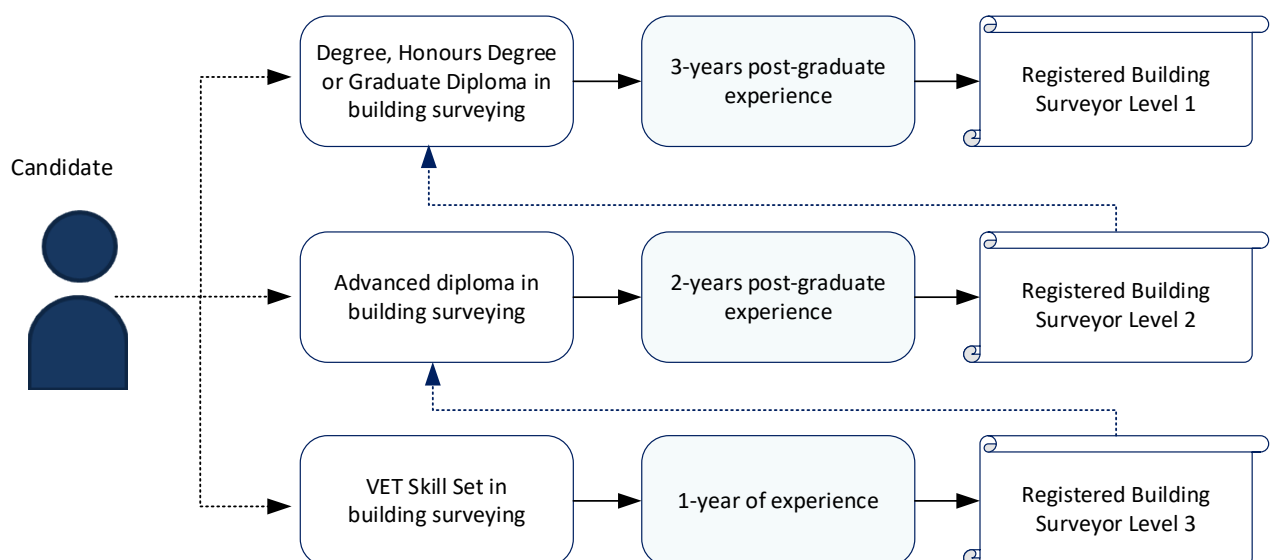 Candidate
Degree, Honours Degree
or Graduate Diploma in
building surveying
3-years post-graduate
experience
Registered Building
Surveyor Level 1
Advanced diploma in
building surveying
2-years post-graduate
experience
Registered Building
Surveyor Level 2
VET Skill Set in
building surveying
1-year of experience
Registered Building
Surveyor Level 3